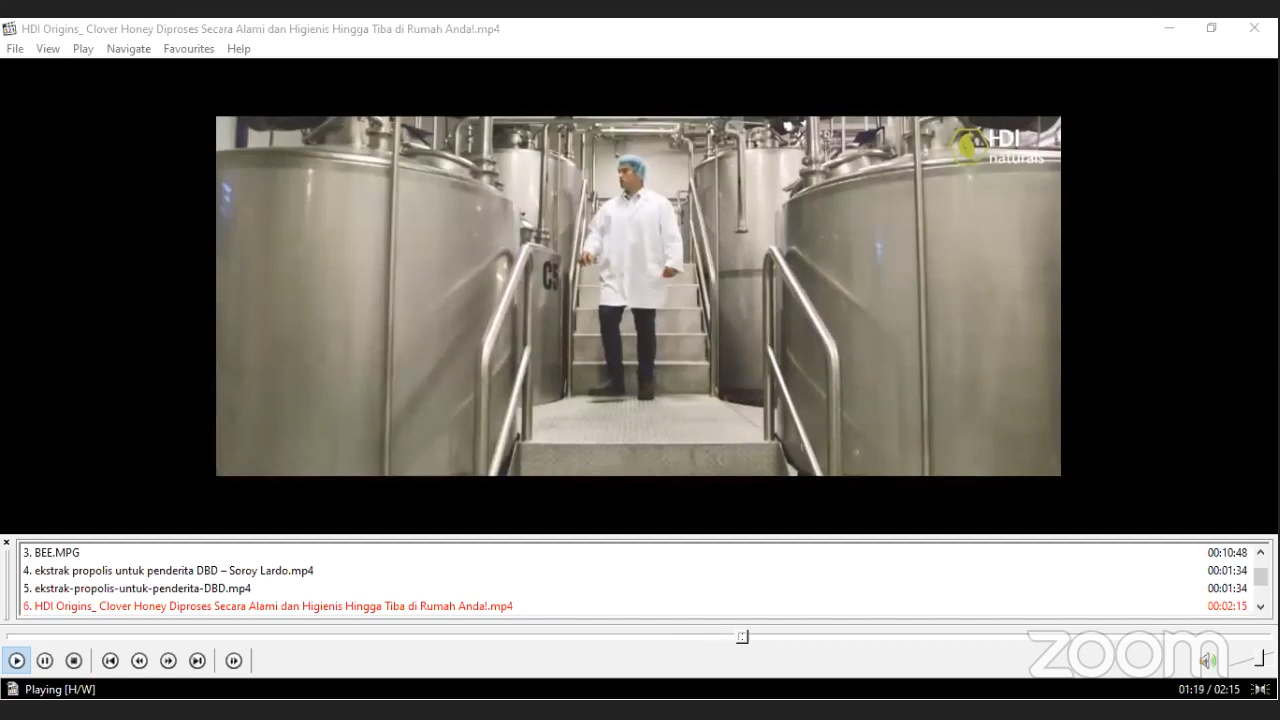 HDI Origins_ Clover Honey Diproses Secara Alami dan Higienis Hingga Tiba di Rumah Anda!.mp4
File View Play Navigate Favourites Help
HDI
naturals
C5
3. BEE.MPG 00:10:48
4. ekstrak propolis untuk penderita DBD – Soroy Lardo.mp4 00:01:34
5. ekstrak-propolis-untuk-penderita-DBD.mp4 00:01:34
6. HDI Origins_ Clover Honey Diproses Secara Alami dan Higienis Hingga Tiba di Rumah Anda!.mp4 00:02:15
zoom
Playing [H/W] 01:19 / 02:15